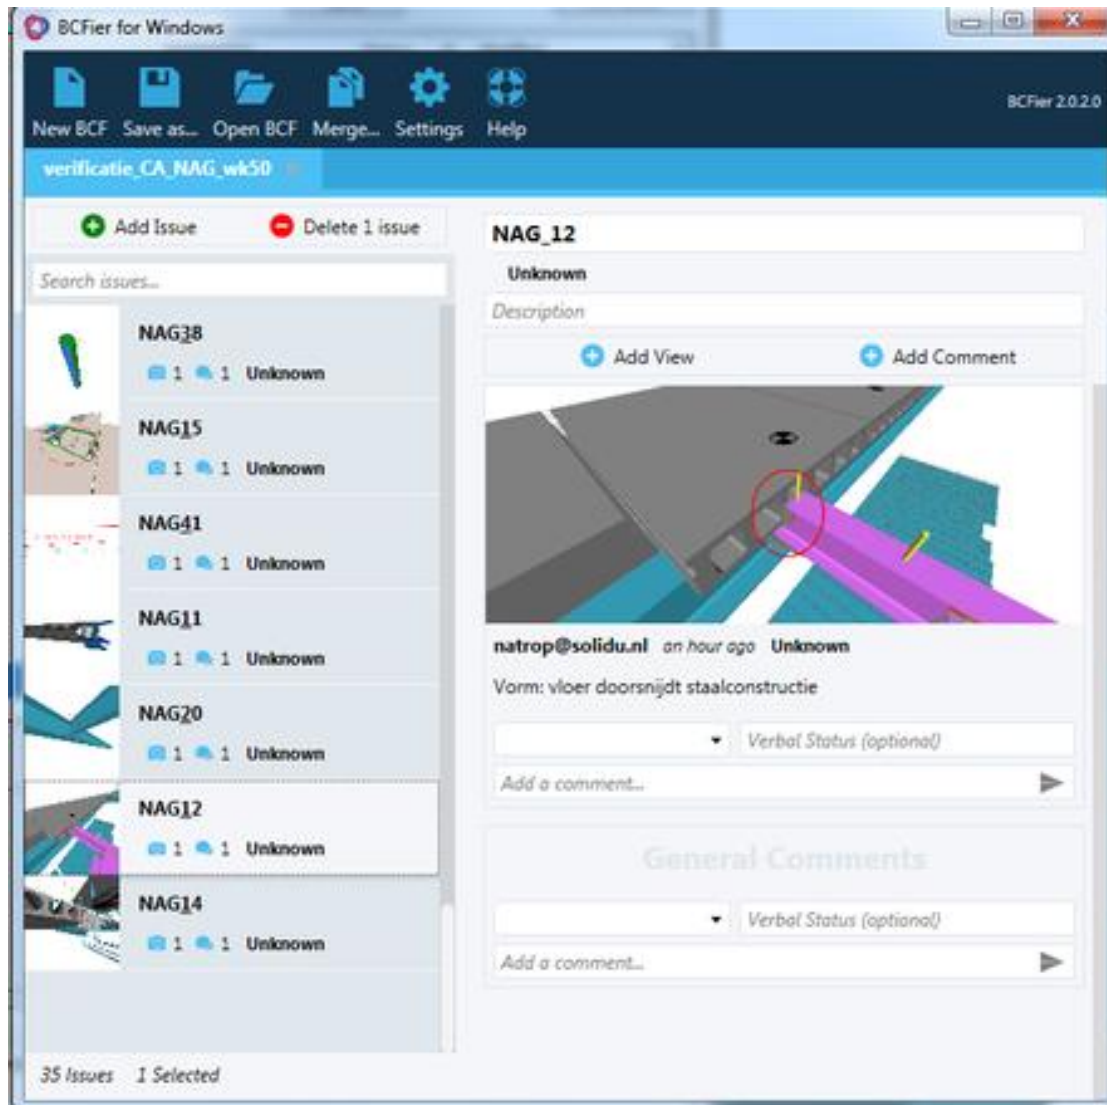 BCFier for Windows
New BCF Save as... Open BCF Merge... Settings Help
BCFier 2.0.2.0
verificatie_CA_NAG_wk50
Add Issue Delete 1 issue
Search issues...
NAG38
1 1 Unknown
NAG15
1 1 Unknown
NAG41
1 1 Unknown
NAG11
1 1 Unknown
NAG20
1 1 Unknown
NAG12
1 1 Unknown
NAG14
1 1 Unknown
35 Issues 1 Selected
NAG_12
Unknown
Description
Add View Add Comment
natrop@solidu.nl an hour ago Unknown
Vorm: vloer doorsnijdt staalconstructie
Verbal Status (optional)
Add a comment...
General Comments
Verbal Status (optional)
Add a comment...